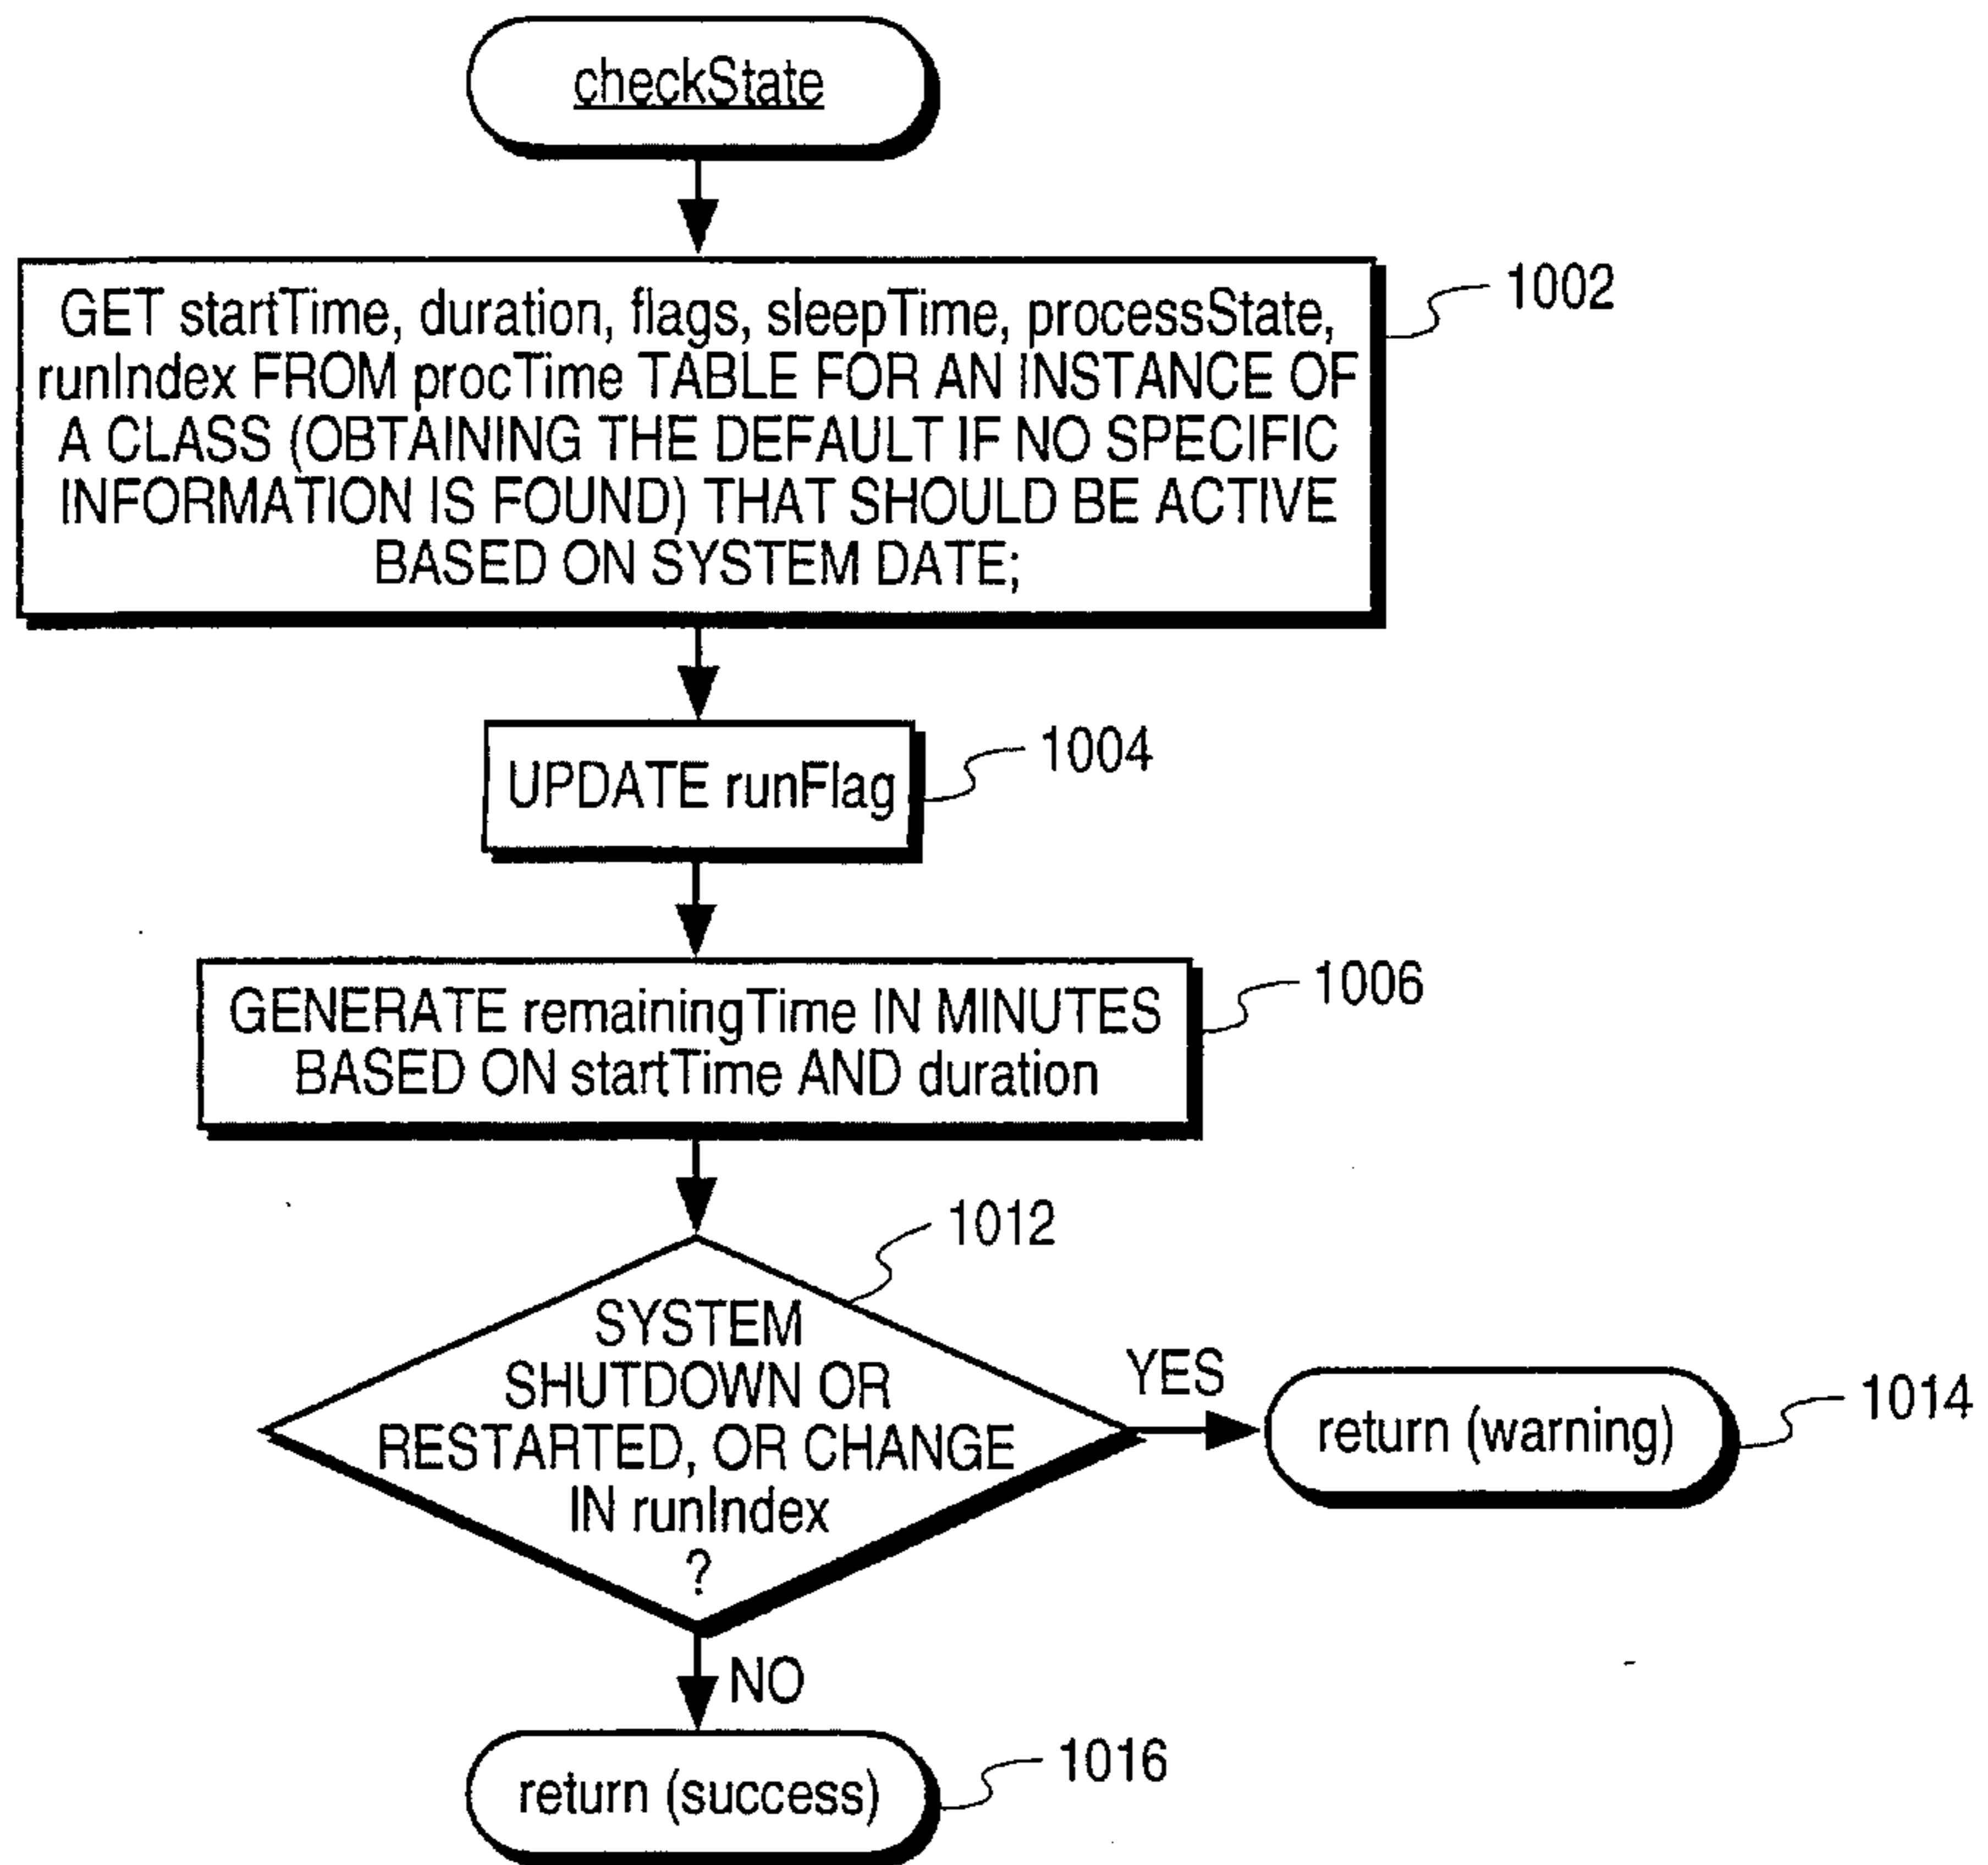 checkState
GET startTime, duration, flags, sleepTime, processState,
runIndex FROM procTime TABLE FOR AN INSTANCE OF
A CLASS (OBTAINING THE DEFAULT IF NO SPECIFIC
INFORMATION IS FOUND) THAT SHOULD BE ACTIVE
BASED ON SYSTEM DATE;
1002
UPDATE runFlag
1004
GENERATE remainingTime IN MINUTES
BASED ON startTime AND duration
1006
SYSTEM
SHUTDOWN OR
RESTARTED, OR CHANGE
IN runIndex
?
1012
YES
return (warning)
1014
NO
return (success)
1016